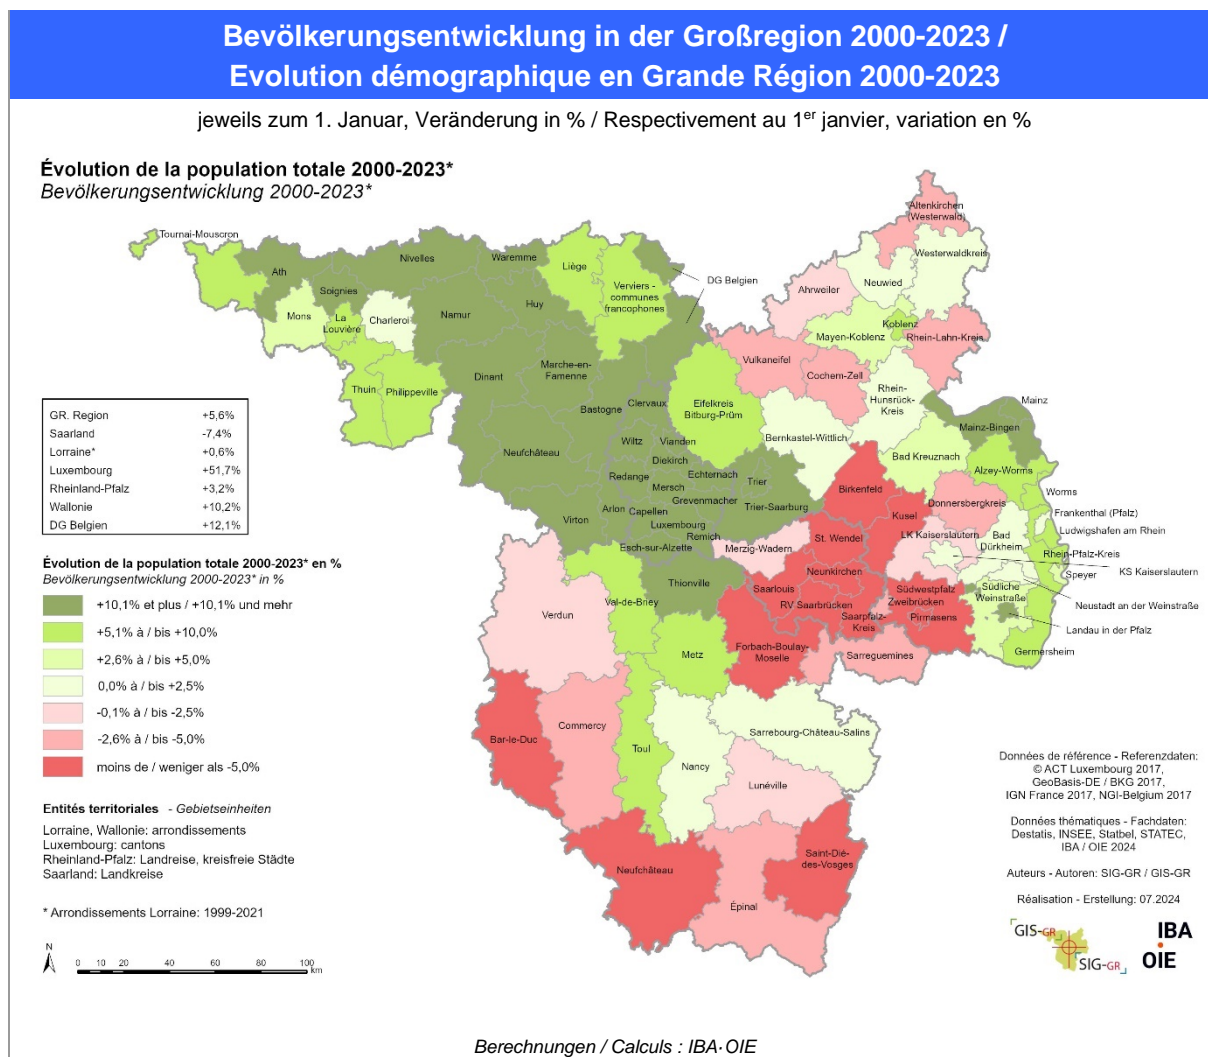 Bevölkerungsentwicklung in der Großregion 2000-2023 /
Evolution démographique en Grande Région 2000-2023
jeweils zum 1. Januar, Veränderung in % / Respectivement au 1er janvier, variation en %
Évolution de la population totale 2000-2023*
Bevölkerungsentwicklung 2000-2023*
Tournai-Mouscron
Ath
Soignies
Nivelles
Waremme
Liège
Verviers -
communes
francophones
DG Belgien
Mons
La
Louvière
Charleroi
Namur
Huy
Thuin
Philippeville
Dinant
Marche-en-
Famenne
Bastogne
Neufchâteau
Virton
Arlon
Clervaux
Wiltz
Vianden
Diekirch
Redange
Mersch
Echternach
Grevenmacher
Capellen
Luxembourg
Remich
Esch-sur-Alzette
Altenkirchen
(Westerwald)
Westerwaldkreis
Neuwied
Ahrweiler
Mayen-Koblenz
Koblenz
Rhein-Lahn-Kreis
Vulkaneifel
Cochem-Zell
Rhein-
Hunsrück-
Kreis
Eifelkreis
Bitburg-Prüm
Bernkastel-Wittlich
Mainz
Mainz-Bingen
Bad Kreuznach
Alzey-Worms
Worms
Trier
Trier-Saarburg
Birkenfeld
Kusel
Donnersbergkreis
Frankenthal (Pfalz)
Ludwigshafen am Rhein
LK Kaiserslautern
Bad
Dürkheim
Rhein-Pfalz-Kreis
Speyer
KS Kaiserslautern
Neustadt an der Weinstraße
Landau in der Pfalz
Südliche
Weinstraße
Germersheim
Südwestpfalz
Zweibrücken
Pirmasens
Merzig-Wadern
St. Wendel
Neunkirchen
Saarlouis
RV Saarbrücken
Saarpfalz-
Kreis
Thionville
Val-de-Briey
Verdun
Metz
Forbach-Boulay-
Moselle
Sarreguemines
Bar-le-Duc
Commercy
Toul
Nancy
Sarrebourg-Château-Salins
Lunéville
Neufchâteau
Épinal
Saint-Dié-
des-Vosges
GR. Region +5,6%
Saarland -7,4%
Lorraine* +0,6%
Luxembourg +51,7%
Rheinland-Pfalz +3,2%
Wallonie +10,2%
DG Belgien +12,1%
Évolution de la population totale 2000-2023* en %
Bevölkerungsentwicklung 2000-2023* in %
+10,1% et plus / +10,1% und mehr
+5,1% à / bis +10,0%
+2,6% à / bis +5,0%
0,0% à / bis +2,5%
-0,1% à / bis -2,5%
-2,6% à / bis -5,0%
moins de / weniger als -5,0%
Entités territoriales - Gebietseinheiten
Lorraine, Wallonie: arrondissements
Luxembourg: cantons
Rheinland-Pfalz: Landreise, kreisfreie Städte
Saarland: Landkreise
* Arrondissements Lorraine: 1999-2021
N
0 10 20 40 60 80 100
km
Données de référence - Referenzdaten:
© ACT Luxembourg 2017,
GeoBasis-DE / BKG 2017,
IGN France 2017, NGI-Belgium 2017
Données thématiques - Fachdaten:
Destatis, INSEE, Statbel, STATEC,
IBA / OIE 2024
Auteurs - Autoren: SIG-GR / GIS-GR
Réalisation - Erstellung: 07.2024
GIS-GR
SIG-GR
IBA
OIE
Berechnungen / Calculs : IBA·OIE